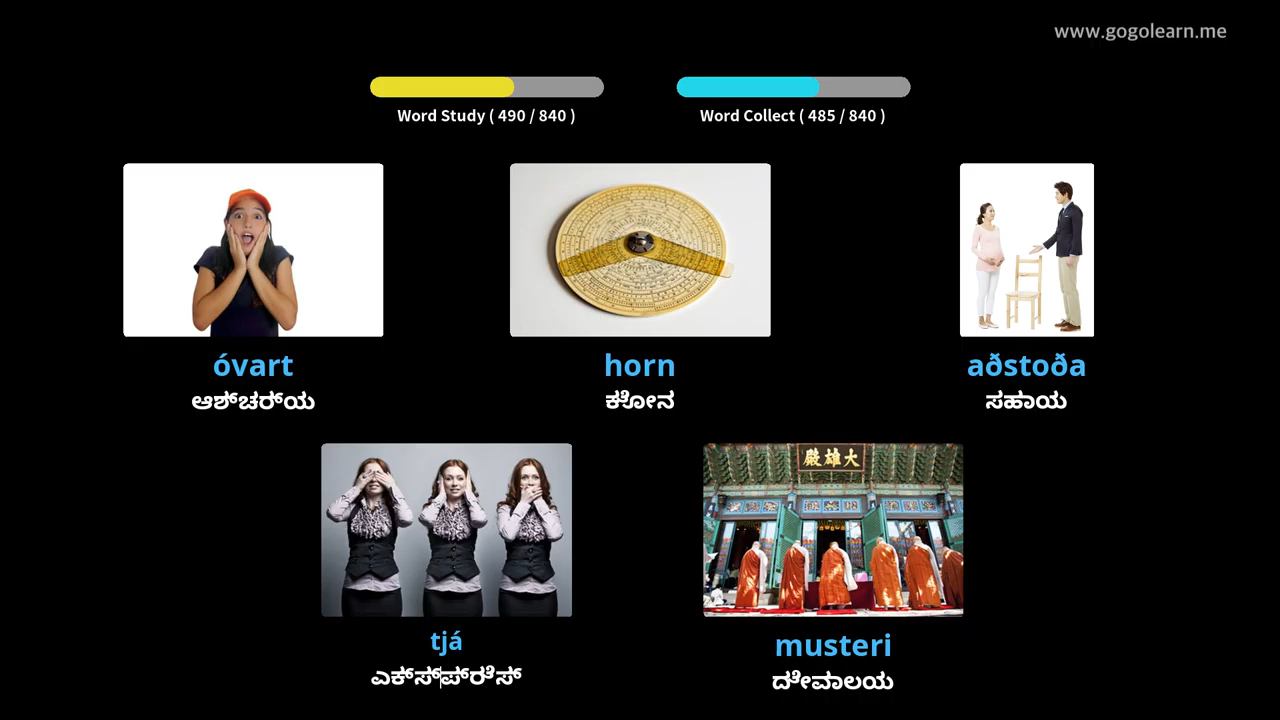 www.gogolearn.me
Word Study ( 490 / 840 )
Word Collect ( 485 / 840 )
óvart
ಆಶ್ಚರ್ಯ
horn
ಕೋನ
aðstoða
ಸಹಾಯ
大雄殿
tjá
ಎಕ್ಸ್‌ಪ್ರೆಸ್
musteri
ದೇವಾಲಯ